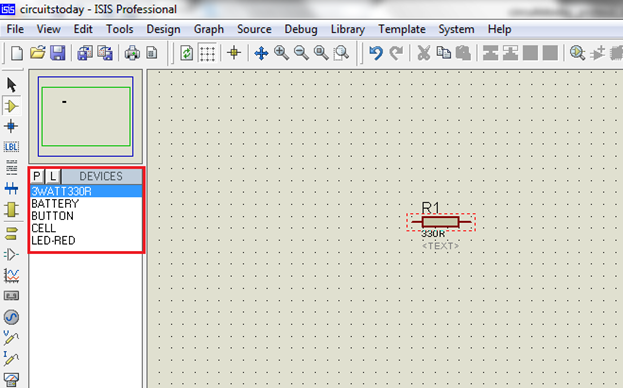 ISIS circuitstoday - ISIS Professional
File View Edit Tools Design Graph Source Debug Library Template System Help
LBL
P L DEVICES
3WATT330R
BATTERY
BUTTON
CELL
LED-RED
R1
330R
<TEXT>
V
I